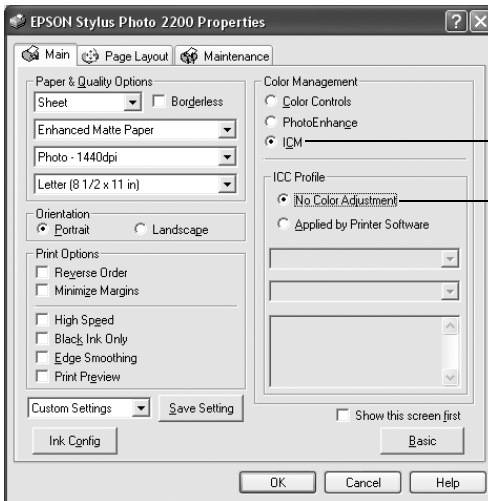 EPSON Stylus Photo 2200 Properties
Main
Page Layout
Maintenance
Paper & Quality Options
Sheet
Borderless
Enhanced Matte Paper
Photo - 1440dpi
Letter (8 1/2 x 11 in)
Orientation
Portrait
Landscape
Print Options
Reverse Order
Minimize Margins
High Speed
Black Ink Only
Edge Smoothing
Print Preview
Custom Settings
Save Setting
Ink Config
Color Management
Color Controls
PhotoEnhance
ICM
ICC Profile
No Color Adjustment
Applied by Printer Software
Show this screen first
Basic
OK
Cancel
Help